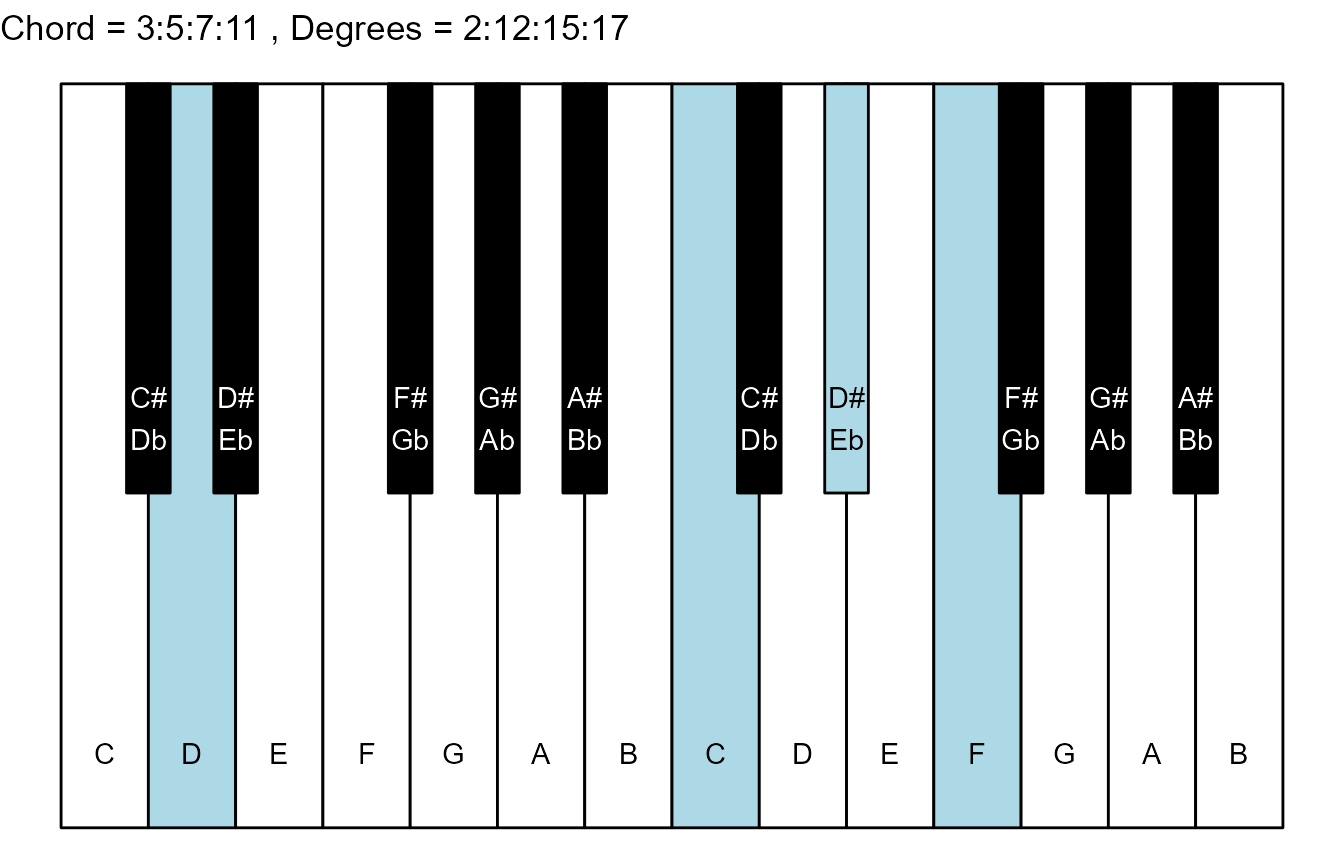 Chord = 3:5:7:11 , Degrees = 2:12:15:17
C# D# F# G# A# C# D# F# G# A#
Db Eb Gb Ab Bb Db Eb Gb Ab Bb
C D E F G A B C D E F G A B